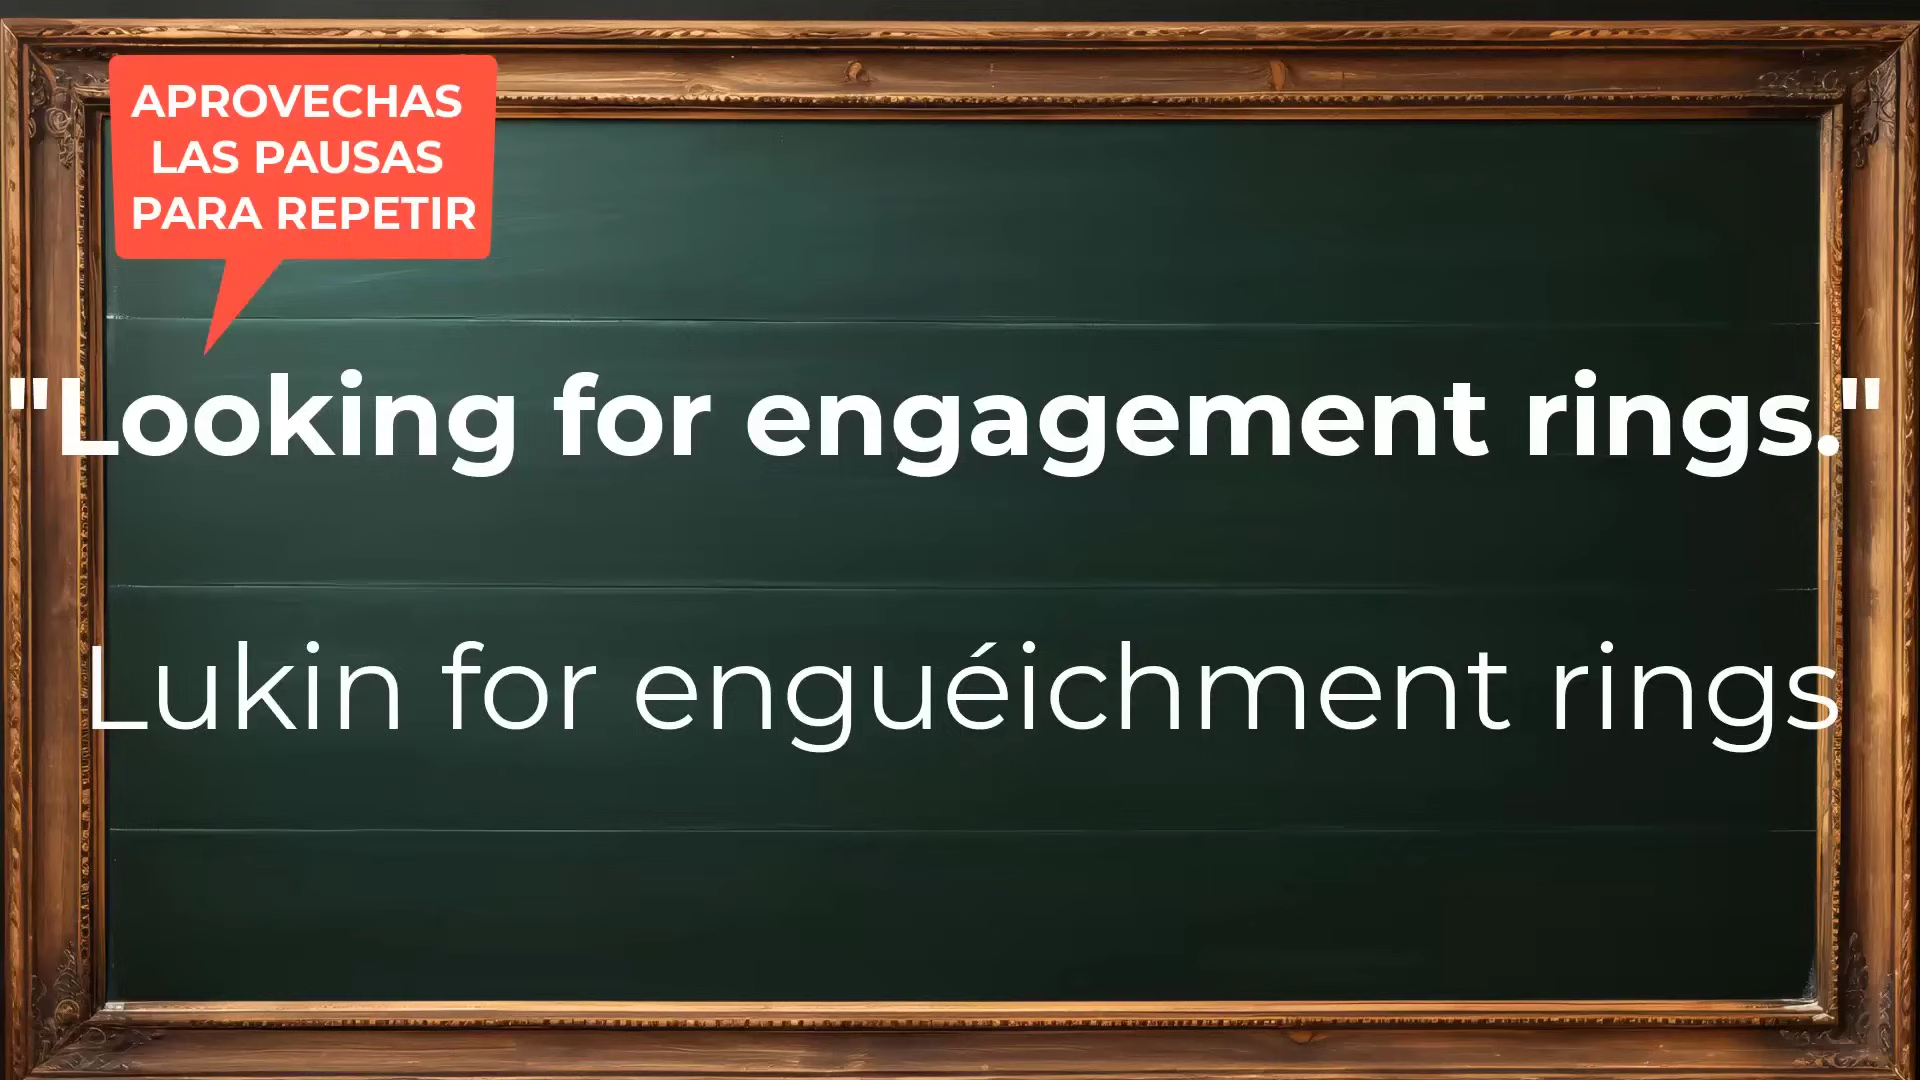 APROVECHAS
LAS PAUSAS
PARA REPETIR
"Looking for engagement rings."
Lukin for enguéichment rings